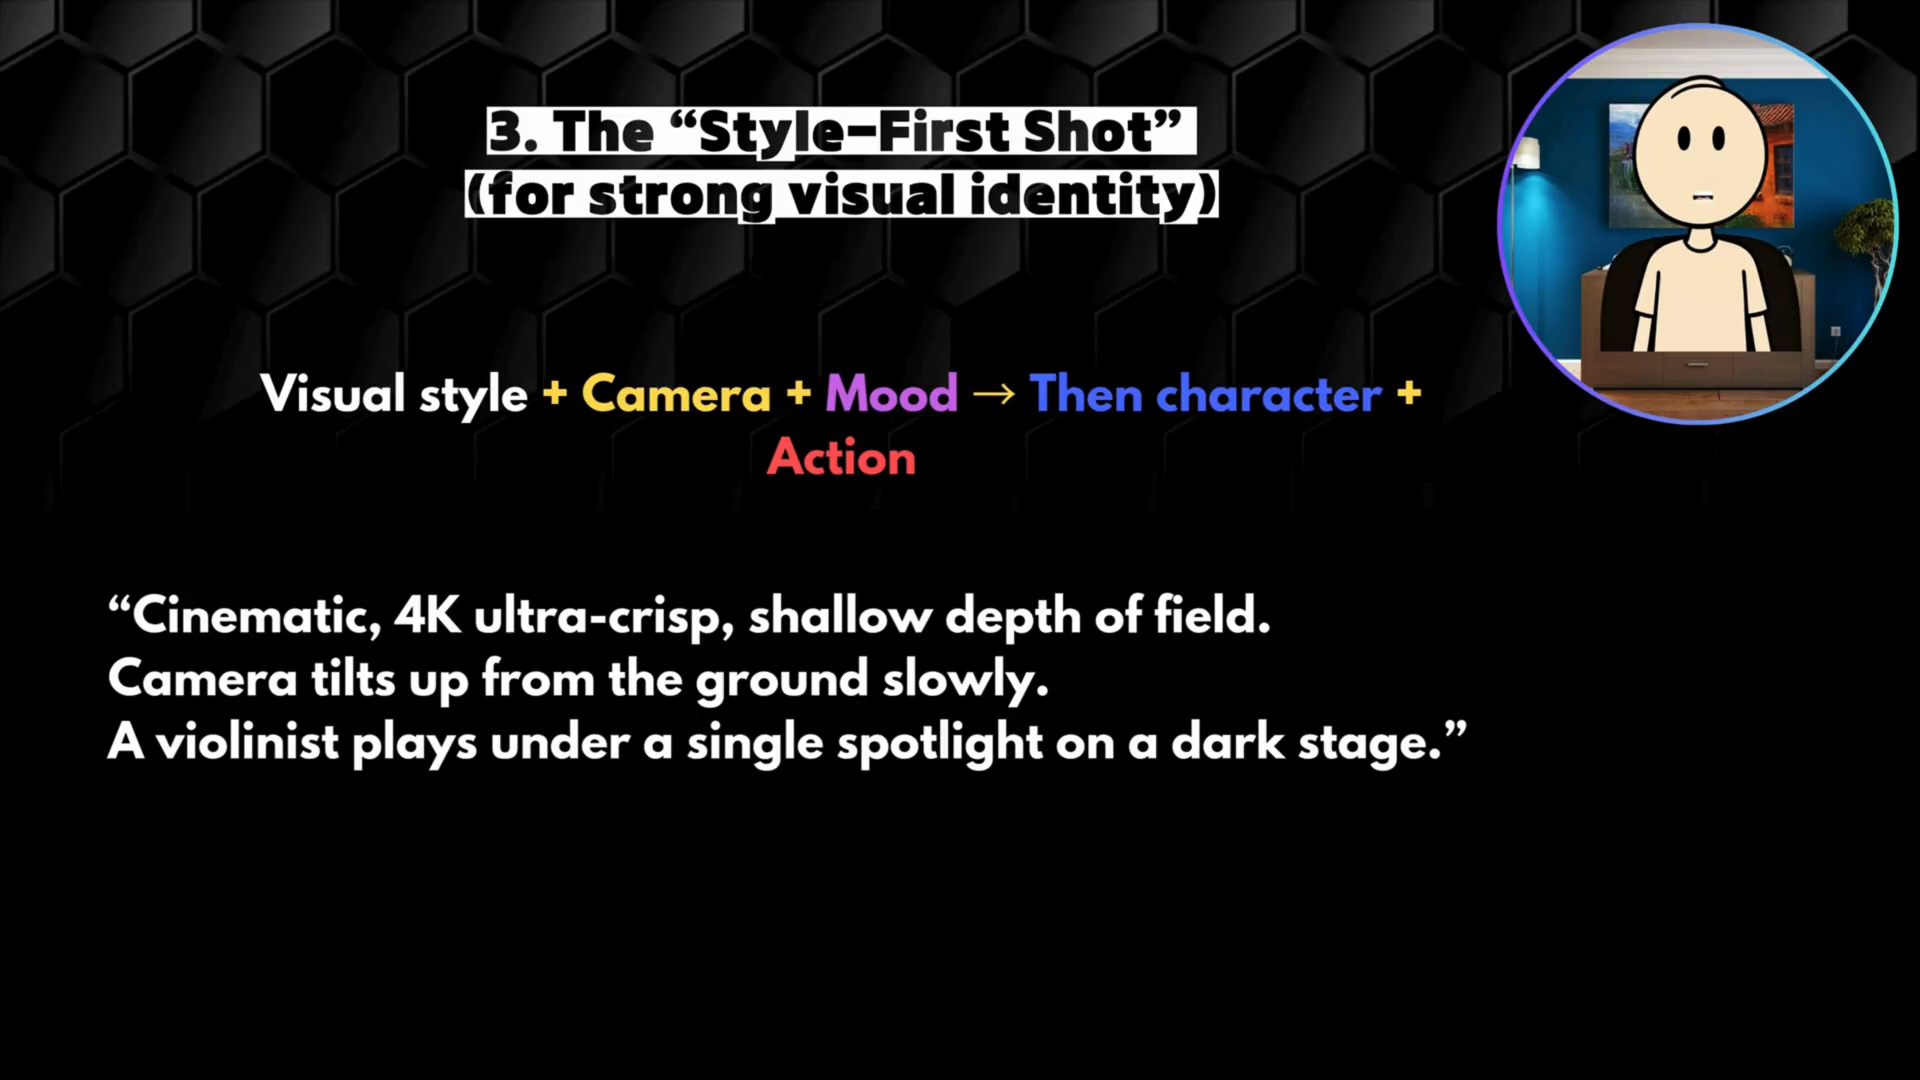 3. The “Style–First Shot”
(for strong visual identity)
Visual style + Camera + Mood → Then character +
Action
“Cinematic, 4K ultra-crisp, shallow depth of field.
Camera tilts up from the ground slowly.
A violinist plays under a single spotlight on a dark stage.”